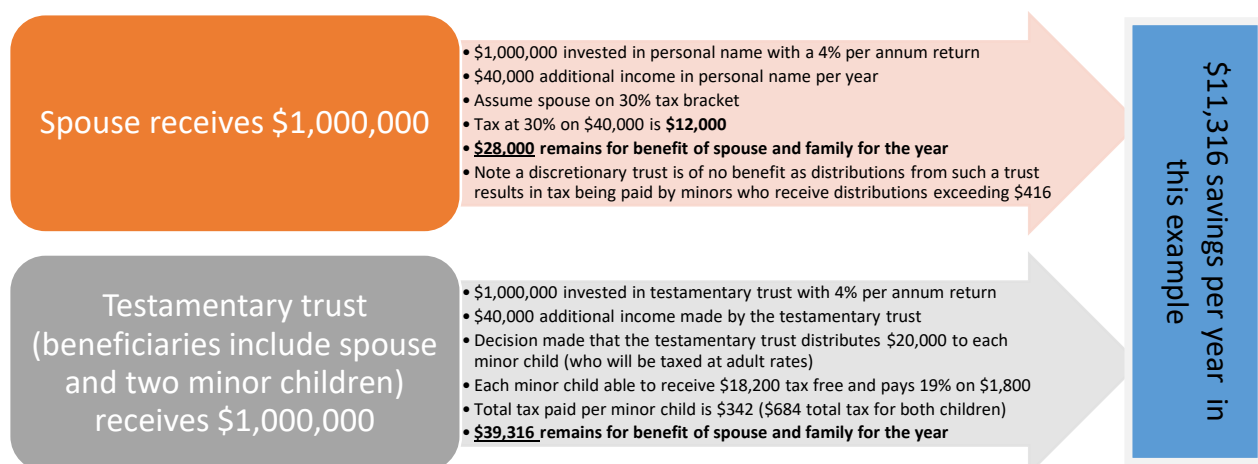 Spouse receives $1,000,000
• $1,000,000 invested in personal name with a 4% per annum return
• $40,000 additional income in personal name per year
• Assume spouse on 30% tax bracket
• Tax at 30% on $40,000 is $12,000
• $28,000 remains for benefit of spouse and family for the year
• Note a discretionary trust is of no benefit as distributions from such a trust
results in tax being paid by minors who receive distributions exceeding $416
Testamentary trust
(beneficiaries include spouse
and two minor children)
receives $1,000,000
• $1,000,000 invested in testamentary trust with 4% per annum return
• $40,000 additional income made by the testamentary trust
• Decision made that the testamentary trust distributes $20,000 to each
minor child (who will be taxed at adult rates)
• Each minor child able to receive $18,200 tax free and pays 19% on $1,800
• Total tax paid per minor child is $342 ($684 total tax for both children)
• $39,316 remains for benefit of spouse and family for the year
$11,316 savings per year in
this example